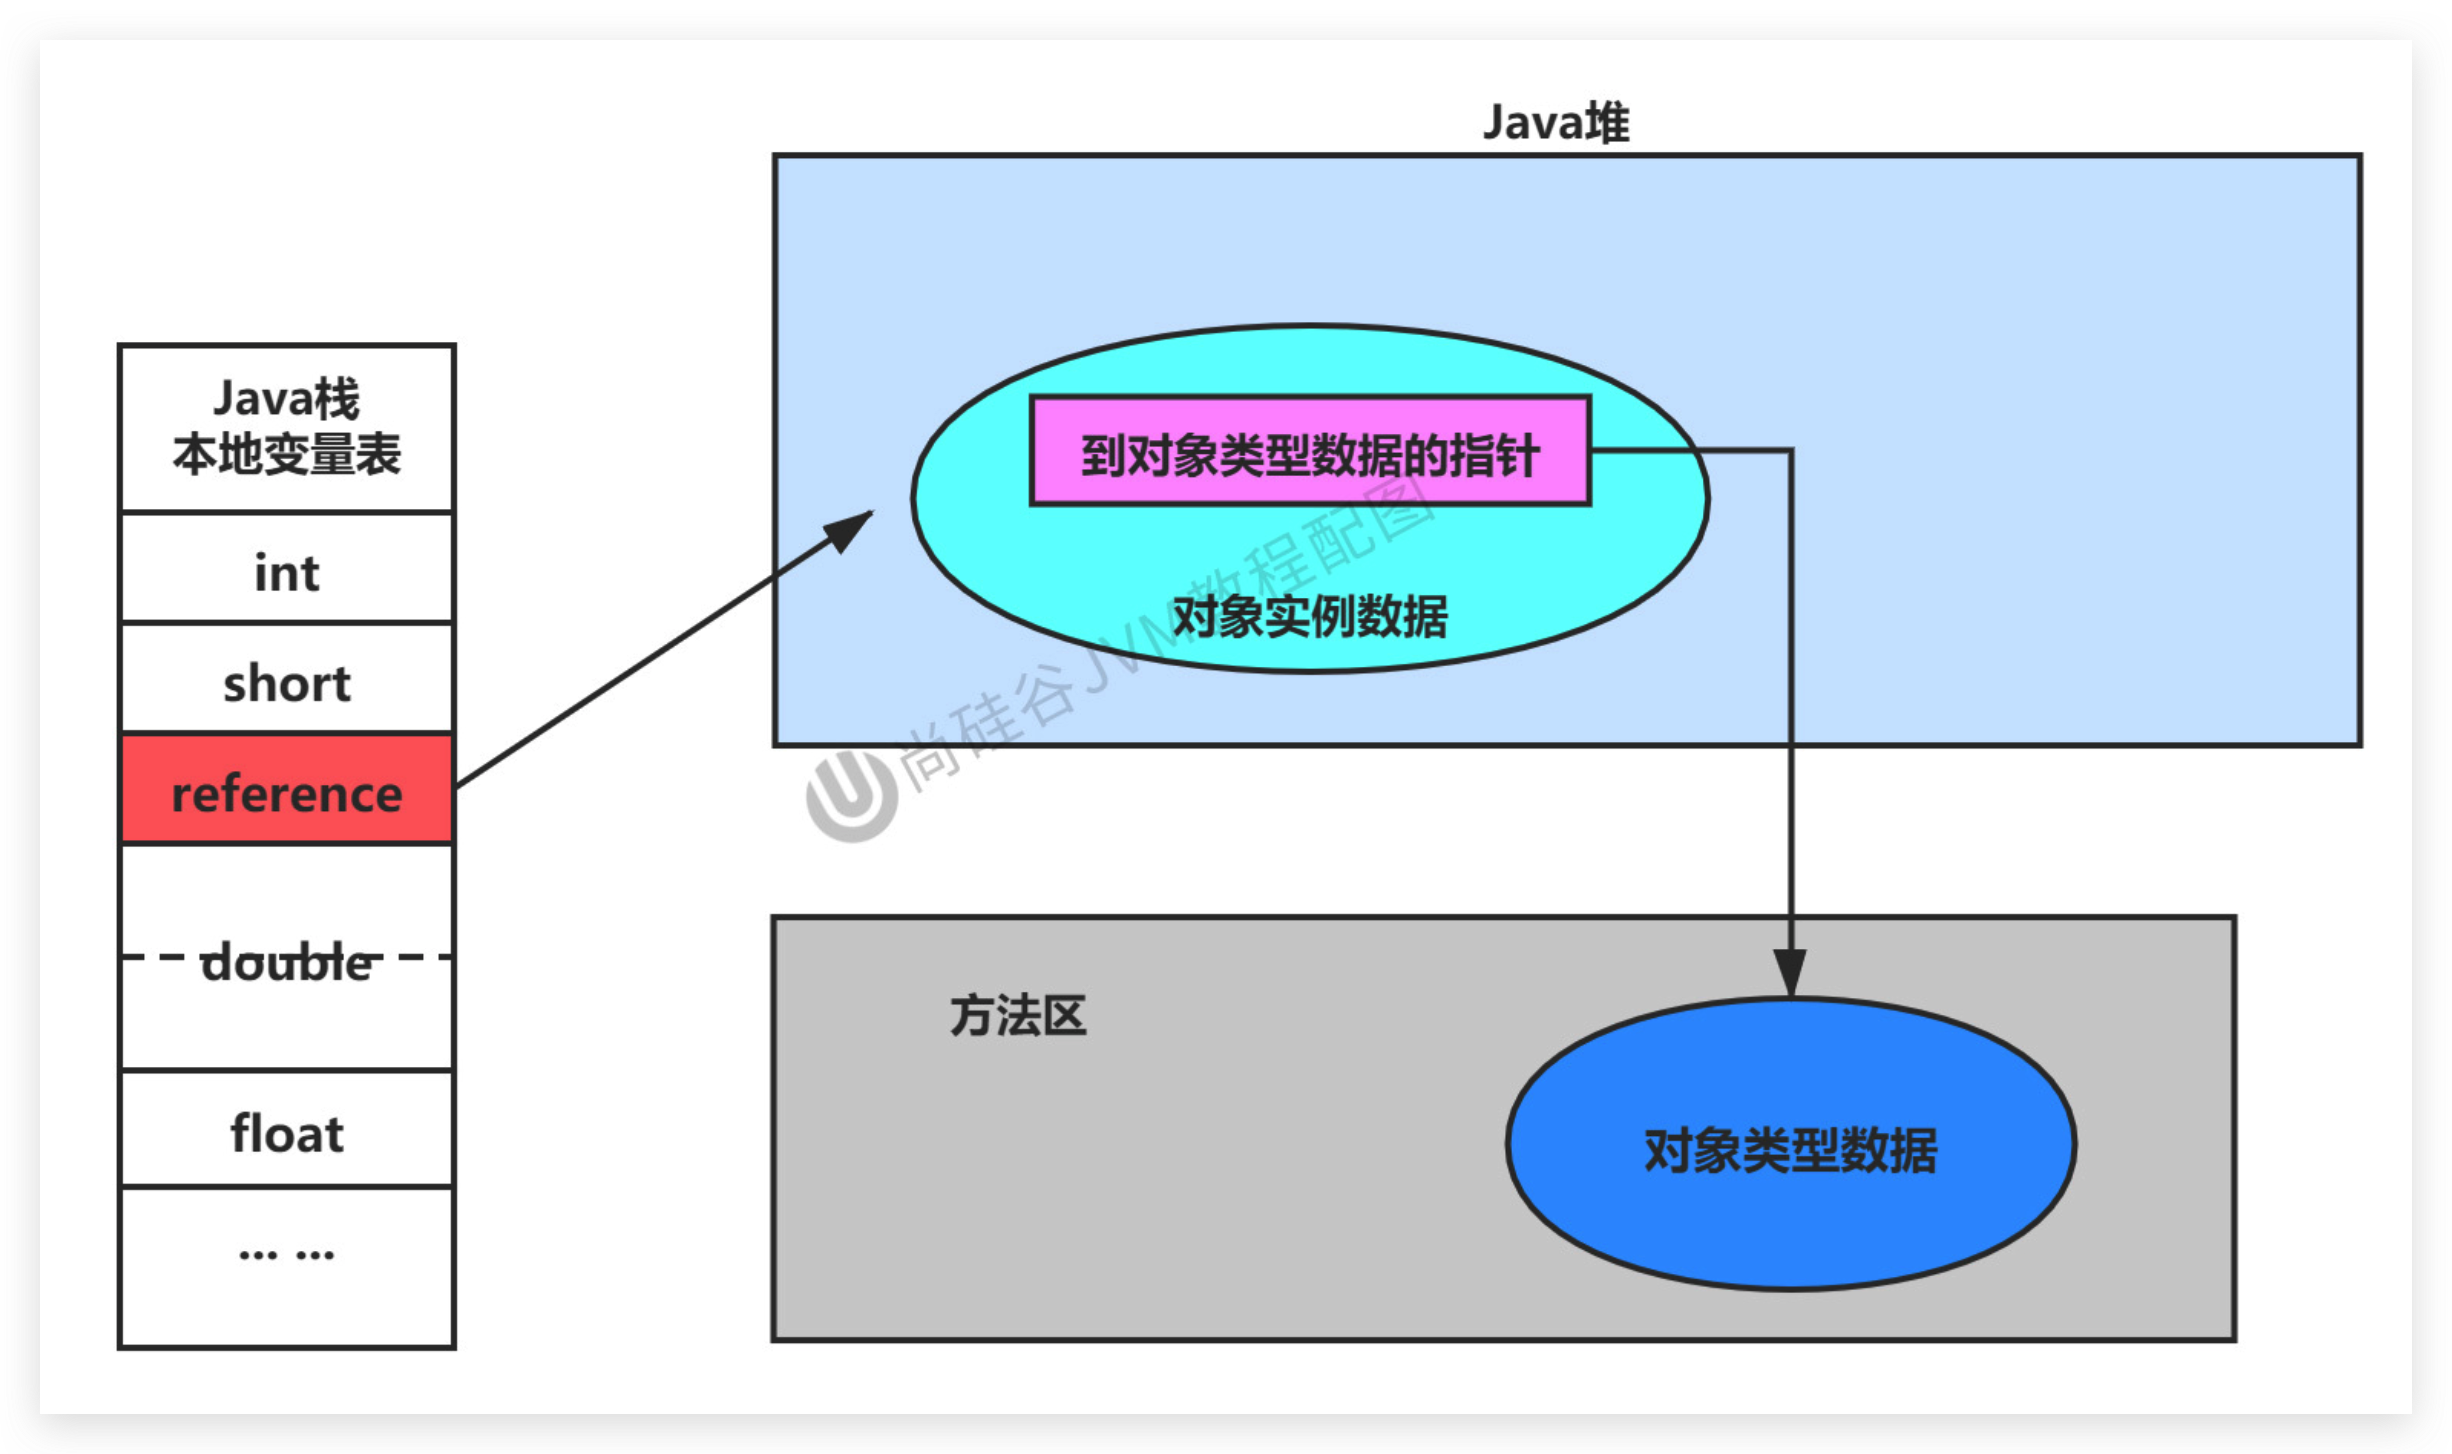 Java堆
Java栈
本地变量表
int
short
reference
double
float
... ...
到对象类型数据的指针
对象实例数据
尚硅谷JVM教程配图
方法区
对象类型数据